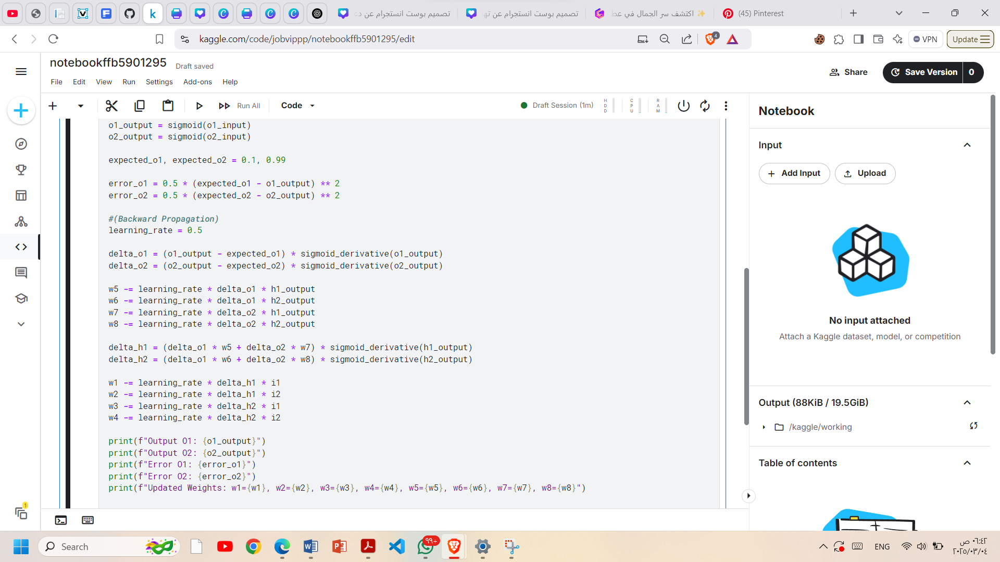 تصميم بوست انستجرام عن دع
تصميم بوست انستجرام عن ته
✨ اكتشف سر الجمال في عط
(45) Pinterest
kaggle.com/code/jobvippp/notebookffb5901295/edit
4
VPN
Update
notebookffb5901295
Draft saved
File Edit View Run Settings Add-ons Help
Share
Save Version
0
Run All
Code
Draft Session (1m)
HDD
CPU
RAM
o1_output = sigmoid(o1_input)
o2_output = sigmoid(o2_input)
expected_o1, expected_o2 = 0.1, 0.99
error_o1 = 0.5 * (expected_o1 - o1_output) ** 2
error_o2 = 0.5 * (expected_o2 - o2_output) ** 2
#(Backward Propagation)
learning_rate = 0.5
delta_o1 = (o1_output - expected_o1) * sigmoid_derivative(o1_output)
delta_o2 = (o2_output - expected_o2) * sigmoid_derivative(o2_output)
w5 -= learning_rate * delta_o1 * h1_output
w6 -= learning_rate * delta_o1 * h2_output
w7 -= learning_rate * delta_o2 * h1_output
w8 -= learning_rate * delta_o2 * h2_output
delta_h1 = (delta_o1 * w5 + delta_o2 * w7) * sigmoid_derivative(h1_output)
delta_h2 = (delta_o1 * w6 + delta_o2 * w8) * sigmoid_derivative(h2_output)
w1 -= learning_rate * delta_h1 * i1
w2 -= learning_rate * delta_h1 * i2
w3 -= learning_rate * delta_h2 * i1
w4 -= learning_rate * delta_h2 * i2
print(f"Output O1: {o1_output}")
print(f"Output O2: {o2_output}")
print(f"Error O1: {error_o1}")
print(f"Error O2: {error_o2}")
print(f"Updated Weights: w1={w1}, w2={w2}, w3={w3}, w4={w4}, w5={w5}, w6={w6}, w7={w7}, w8={w8}")
Notebook
Input
Add Input
Upload
No input attached
Attach a Kaggle dataset, model, or competition
Output (88KiB / 19.5GiB)
/kaggle/working
Table of contents
1
Search
٩٩+
ENG
٠٦:٤٢ ص
٢٠٢٥/٠٣/٠٤